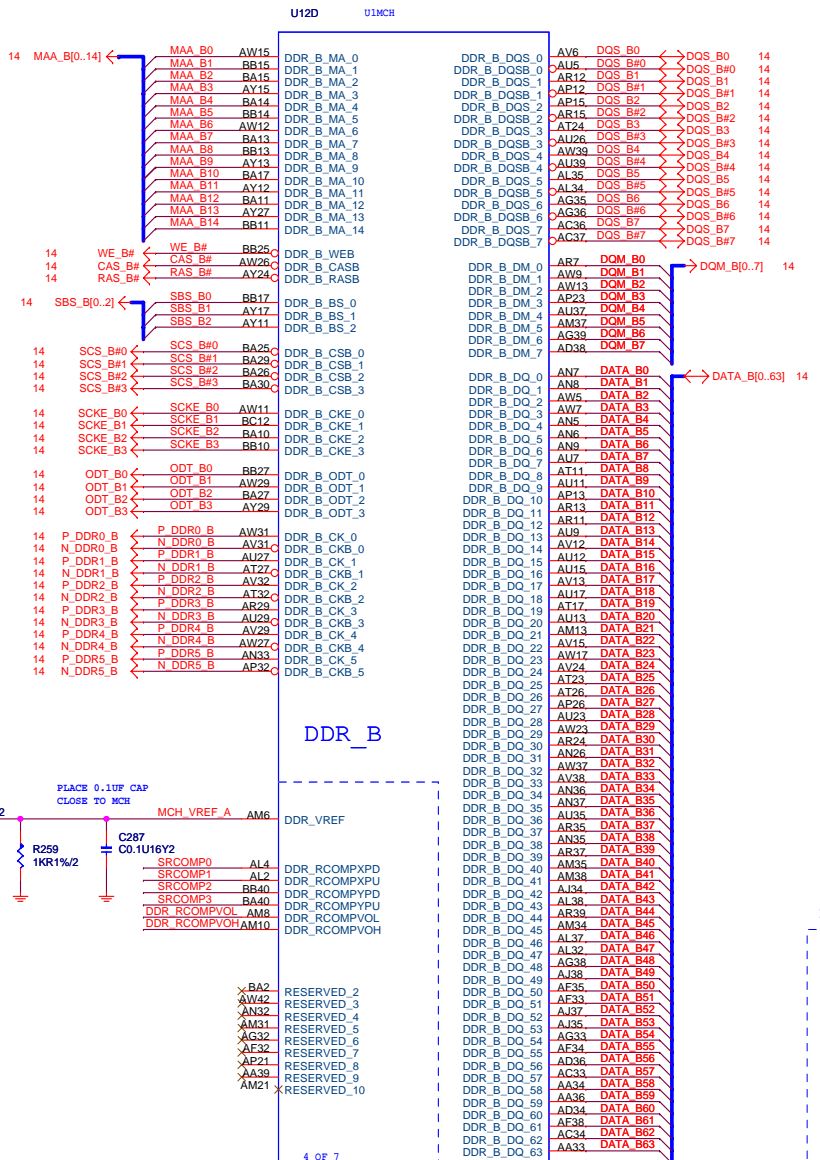 U12D U1MCH
14 MAA_B[0..14]
MAA_B0 AW15 DDR_B_MA_0
MAA_B1 BB15 DDR_B_MA_1
MAA_B2 BA15 DDR_B_MA_2
MAA_B3 AY15 DDR_B_MA_3
MAA_B4 BA14 DDR_B_MA_4
MAA_B5 BB14 DDR_B_MA_5
MAA_B6 AW12 DDR_B_MA_6
MAA_B7 BA13 DDR_B_MA_7
MAA_B8 BB13 DDR_B_MA_8
MAA_B9 AY13 DDR_B_MA_9
MAA_B10 BA17 DDR_B_MA_10
MAA_B11 AY12 DDR_B_MA_11
MAA_B12 BA11 DDR_B_MA_12
MAA_B13 AY27 DDR_B_MA_13
MAA_B14 BB11 DDR_B_MA_14
14 WE_B# WE_B# BB25 DDR_B_WEB
14 CAS_B# CAS_B# AW26 DDR_B_CASB
14 RAS_B# RAS_B# AY24 DDR_B_RASB
14 SBS_B[0..2]
SBS_B0 BB17 DDR_B_BS_0
SBS_B1 AY17 DDR_B_BS_1
SBS_B2 AY11 DDR_B_BS_2
14 SCS_B#0 SCS_B#0 BA25 DDR_B_CSB_0
14 SCS_B#1 SCS_B#1 BA29 DDR_B_CSB_1
14 SCS_B#2 SCS_B#2 BA26 DDR_B_CSB_2
14 SCS_B#3 SCS_B#3 BA30 DDR_B_CSB_3
14 SCKE_B0 SCKE_B0 AW11 DDR_B_CKE_0
14 SCKE_B1 SCKE_B1 BC12 DDR_B_CKE_1
14 SCKE_B2 SCKE_B2 BA10 DDR_B_CKE_2
14 SCKE_B3 SCKE_B3 BB10 DDR_B_CKE_3
14 ODT_B0 ODT_B0 BB27 DDR_B_ODT_0
14 ODT_B1 ODT_B1 AW29 DDR_B_ODT_1
14 ODT_B2 ODT_B2 BA27 DDR_B_ODT_2
14 ODT_B3 ODT_B3 AY29 DDR_B_ODT_3
14 P_DDR0_B P_DDR0_B AW31 DDR_B_CK_0
14 N_DDR0_B N_DDR0_B AV31 DDR_B_CKB_0
14 P_DDR1_B P_DDR1_B AU27 DDR_B_CK_1
14 N_DDR1_B N_DDR1_B AT27 DDR_B_CKB_1
14 P_DDR2_B P_DDR2_B AV32 DDR_B_CK_2
14 N_DDR2_B N_DDR2_B AT32 DDR_B_CKB_2
14 P_DDR3_B P_DDR3_B AR29 DDR_B_CK_3
14 N_DDR3_B N_DDR3_B AU29 DDR_B_CKB_3
14 P_DDR4_B P_DDR4_B AV29 DDR_B_CK_4
14 N_DDR4_B N_DDR4_B AW27 DDR_B_CKB_4
14 P_DDR5_B P_DDR5_B AN33 DDR_B_CK_5
14 N_DDR5_B N_DDR5_B AP32 DDR_B_CKB_5
DDR_B
PLACE 0.1UF CAP
CLOSE TO MCH
2 MCH_VREF_A AM6 DDR_VREF
R259
1KR1%/2
C287
C0.1U16Y2
SRCOMP0 AL4 DDR_RCOMPXPD
SRCOMP1 AL2 DDR_RCOMPXPU
SRCOMP2 BB40 DDR_RCOMPYPD
SRCOMP3 BA40 DDR_RCOMPYPU
DDR_RCOMPVOL AM8 DDR_RCOMPVOL
DDR_RCOMPVOH AM10 DDR_RCOMPVOH
BA2 RESERVED_2
AW42 RESERVED_3
AN32 RESERVED_4
AM31 RESERVED_5
AG32 RESERVED_6
AF32 RESERVED_7
AP21 RESERVED_8
AA39 RESERVED_9
AM21 RESERVED_10
4 OF 7
DDR_B_DQS_0 AV6 DQS_B0 DQS_B0 14
DDR_B_DQSB_0 AU5 DQS_B#0 DQS_B#0 14
DDR_B_DQS_1 AR12 DQS_B1 DQS_B1 14
DDR_B_DQSB_1 AP12 DQS_B#1 DQS_B#1 14
DDR_B_DQS_2 AP15 DQS_B2 DQS_B2 14
DDR_B_DQSB_2 AR15 DQS_B#2 DQS_B#2 14
DDR_B_DQS_3 AT24 DQS_B3 DQS_B3 14
DDR_B_DQSB_3 AU26 DQS_B#3 DQS_B#3 14
DDR_B_DQS_4 AW39 DQS_B4 DQS_B4 14
DDR_B_DQSB_4 AU39 DQS_B#4 DQS_B#4 14
DDR_B_DQS_5 AL35 DQS_B5 DQS_B5 14
DDR_B_DQSB_5 AL34 DQS_B#5 DQS_B#5 14
DDR_B_DQS_6 AG35 DQS_B6 DQS_B6 14
DDR_B_DQSB_6 AG36 DQS_B#6 DQS_B#6 14
DDR_B_DQS_7 AC36 DQS_B7 DQS_B7 14
DDR_B_DQSB_7 AC37 DQS_B#7 DQS_B#7 14
DDR_B_DM_0 AR7 DQM_B0 DQM_B[0..7] 14
DDR_B_DM_1 AW9 DQM_B1
DDR_B_DM_2 AW13 DQM_B2
DDR_B_DM_3 AP23 DQM_B3
DDR_B_DM_4 AU37 DQM_B4
DDR_B_DM_5 AM37 DQM_B5
DDR_B_DM_6 AG39 DQM_B6
DDR_B_DM_7 AD38 DQM_B7
DDR_B_DQ_0 AN7 DATA_B0 DATA_B[0..63] 14
DDR_B_DQ_1 AN8 DATA_B1
DDR_B_DQ_2 AW5 DATA_B2
DDR_B_DQ_3 AW7 DATA_B3
DDR_B_DQ_4 AN5 DATA_B4
DDR_B_DQ_5 AN6 DATA_B5
DDR_B_DQ_6 AN9 DATA_B6
DDR_B_DQ_7 AU7 DATA_B7
DDR_B_DQ_8 AT11 DATA_B8
DDR_B_DQ_9 AU11 DATA_B9
DDR_B_DQ_10 AP13 DATA_B10
DDR_B_DQ_11 AR13 DATA_B11
DDR_B_DQ_12 AR11 DATA_B12
DDR_B_DQ_13 AU9 DATA_B13
DDR_B_DQ_14 AV12 DATA_B14
DDR_B_DQ_15 AU12 DATA_B15
DDR_B_DQ_16 AU15 DATA_B16
DDR_B_DQ_17 AV13 DATA_B17
DDR_B_DQ_18 AU17 DATA_B18
DDR_B_DQ_19 AT17 DATA_B19
DDR_B_DQ_20 AU13 DATA_B20
DDR_B_DQ_21 AM13 DATA_B21
DDR_B_DQ_22 AV15 DATA_B22
DDR_B_DQ_23 AW17 DATA_B23
DDR_B_DQ_24 AV24 DATA_B24
DDR_B_DQ_25 AT23 DATA_B25
DDR_B_DQ_26 AT26 DATA_B26
DDR_B_DQ_27 AP26 DATA_B27
DDR_B_DQ_28 AU23 DATA_B28
DDR_B_DQ_29 AW23 DATA_B29
DDR_B_DQ_30 AR24 DATA_B30
DDR_B_DQ_31 AN26 DATA_B31
DDR_B_DQ_32 AW37 DATA_B32
DDR_B_DQ_33 AV38 DATA_B33
DDR_B_DQ_34 AN36 DATA_B34
DDR_B_DQ_35 AN37 DATA_B35
DDR_B_DQ_36 AU35 DATA_B36
DDR_B_DQ_37 AR35 DATA_B37
DDR_B_DQ_38 AN35 DATA_B38
DDR_B_DQ_39 AR37 DATA_B39
DDR_B_DQ_40 AM35 DATA_B40
DDR_B_DQ_41 AM38 DATA_B41
DDR_B_DQ_42 AJ34 DATA_B42
DDR_B_DQ_43 AL38 DATA_B43
DDR_B_DQ_44 AR39 DATA_B44
DDR_B_DQ_45 AM34 DATA_B45
DDR_B_DQ_46 AL37 DATA_B46
DDR_B_DQ_47 AL32 DATA_B47
DDR_B_DQ_48 AG38 DATA_B48
DDR_B_DQ_49 AJ38 DATA_B49
DDR_B_DQ_50 AF35 DATA_B50
DDR_B_DQ_51 AF33 DATA_B51
DDR_B_DQ_52 AJ37 DATA_B52
DDR_B_DQ_53 AJ35 DATA_B53
DDR_B_DQ_54 AG33 DATA_B54
DDR_B_DQ_55 AF34 DATA_B55
DDR_B_DQ_56 AD36 DATA_B56
DDR_B_DQ_57 AC33 DATA_B57
DDR_B_DQ_58 AA34 DATA_B58
DDR_B_DQ_59 AA36 DATA_B59
DDR_B_DQ_60 AD34 DATA_B60
DDR_B_DQ_61 AF38 DATA_B61
DDR_B_DQ_62 AC34 DATA_B62
DDR_B_DQ_63 AA33 DATA_B63